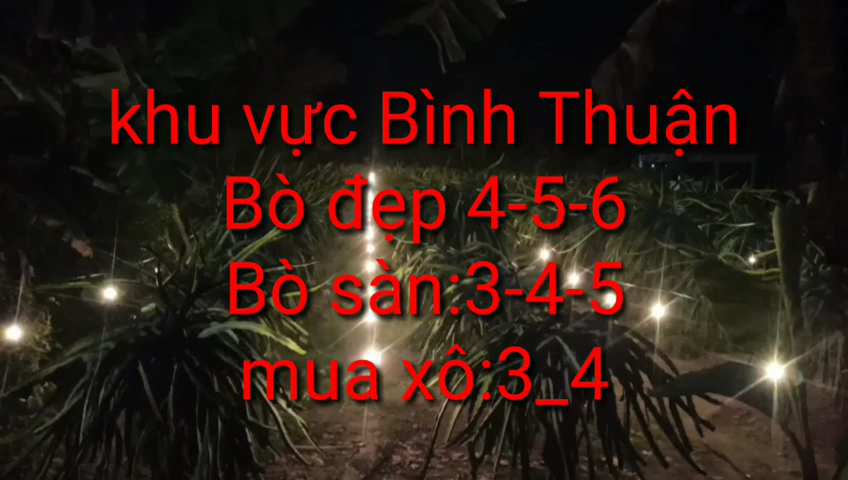 khu vực Bình Thuận
Bò đẹp 4-5-6
Bò sàn:3-4-5
mua xô:3_4